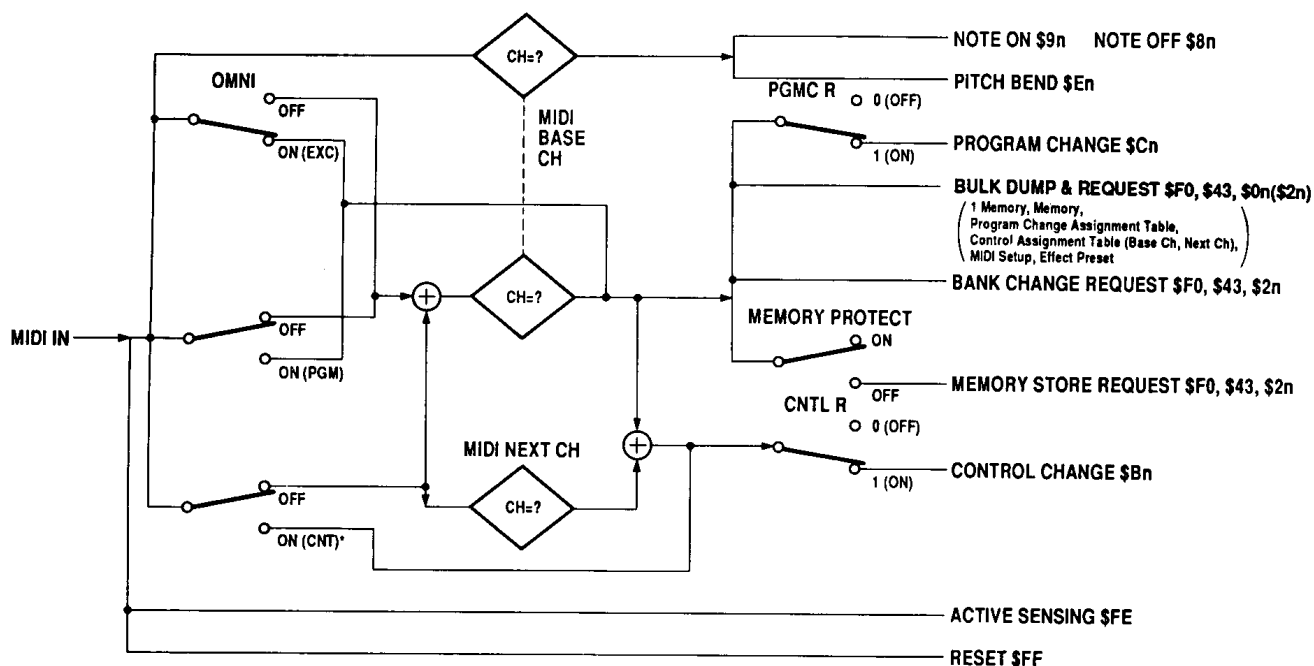 CH=?
NOTE ON $9n NOTE OFF $8n
OMNI
OFF
ON (EXC)
MIDI
BASE
CH
PITCH BEND $En
PGMC R
0 (OFF)
1 (ON)
PROGRAM CHANGE $Cn
BULK DUMP & REQUEST $F0, $43, $0n($2n)
1 Memory, Memory,
Program Change Assignment Table,
Control Assignment Table (Base Ch, Next Ch),
MIDI Setup, Effect Preset
+
CH=?
BANK CHANGE REQUEST $F0, $43, $2n
MIDI IN
OFF
ON (PGM)
MEMORY PROTECT
ON
OFF
MEMORY STORE REQUEST $F0, $43, $2n
CNTL R
0 (OFF)
1 (ON)
CONTROL CHANGE $Bn
+
MIDI NEXT CH
CH=?
OFF
ON (CNT)*
ACTIVE SENSING $FE
RESET $FF